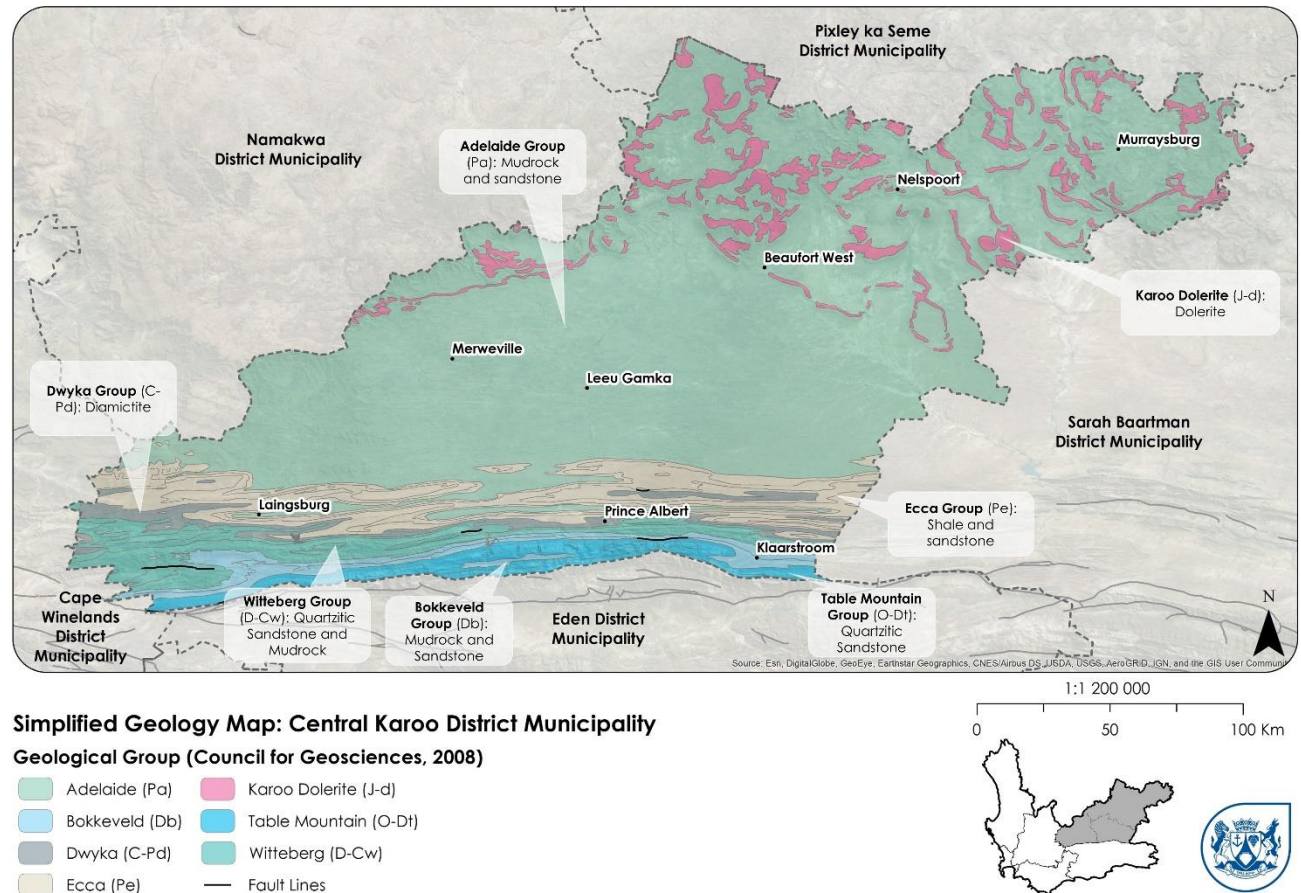 Pixley ka Seme
District Municipality
Namakwa
District Municipality
Adelaide Group
(Pa): Mudrock
and sandstone
Murraysburg
Nelspoort
Beaufort West
Karoo Dolerite (J-d):
Dolerite
Merweville
Leeu Gamka
Dwyka Group (C-
Pd): Diamictite
Sarah Baartman
District Municipality
Laingsburg
Prince Albert
Ecca Group (Pe):
Shale and
sandstone
Klaarstroom
Cape
Winelands
District
Municipality
Witteberg Group
(D-Cw): Quartzitic
Sandstone and
Mudrock
Bokkeveld
Group (Db):
Mudrock and
Sandstone
Eden District
Municipality
Table Mountain
Group (O-Dt):
Quartzitic
Sandstone
N
Source: Esri, DigitalGlobe, GeoEye, Earthstar Geographics, CNES/Airbus DS, USDA, USGS, AeroGRID, IGN, and the GIS User Communi
1:1 200 000
0 50 100 Km
Simplified Geology Map: Central Karoo District Municipality
Geological Group (Council for Geosciences, 2008)
Adelaide (Pa)
Karoo Dolerite (J-d)
Bokkeveld (Db)
Table Mountain (O-Dt)
Dwyka (C-Pd)
Witteberg (D-Cw)
Ecca (Pe)
Fault Lines